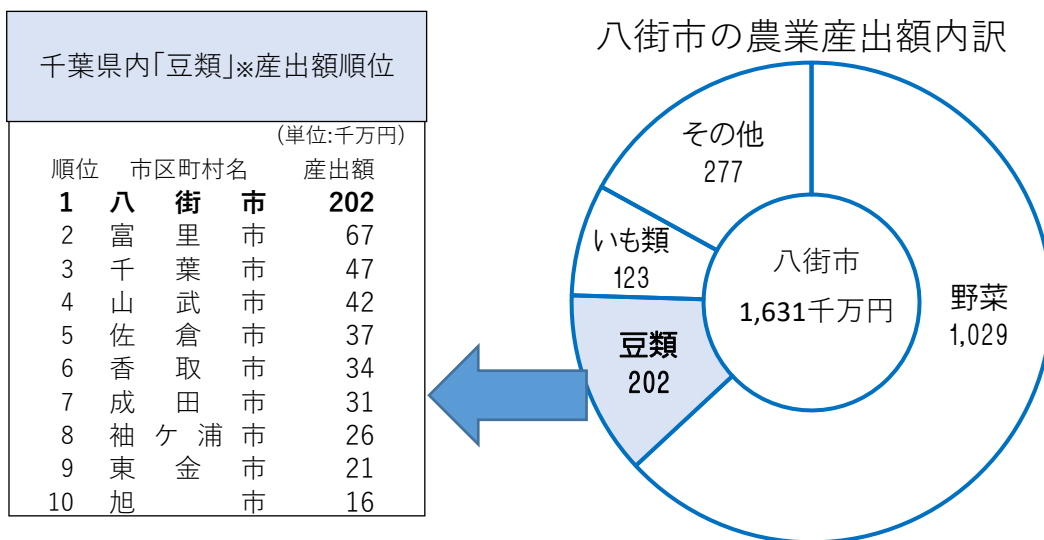 千葉県内「豆類」※産出額順位
(単位:千万円)
順位 市区町村名 産出額
1 八街市 202
2 富里市 67
3 千葉市 47
4 山武市 42
5 佐倉市 37
6 香取市 34
7 成田市 31
8 袖ケ浦市 26
9 東金市 21
10 旭市 16
八街市の農業産出額内訳
その他
277
いも類
123
豆類
202
八街市
1,631千万円
野菜
1,029